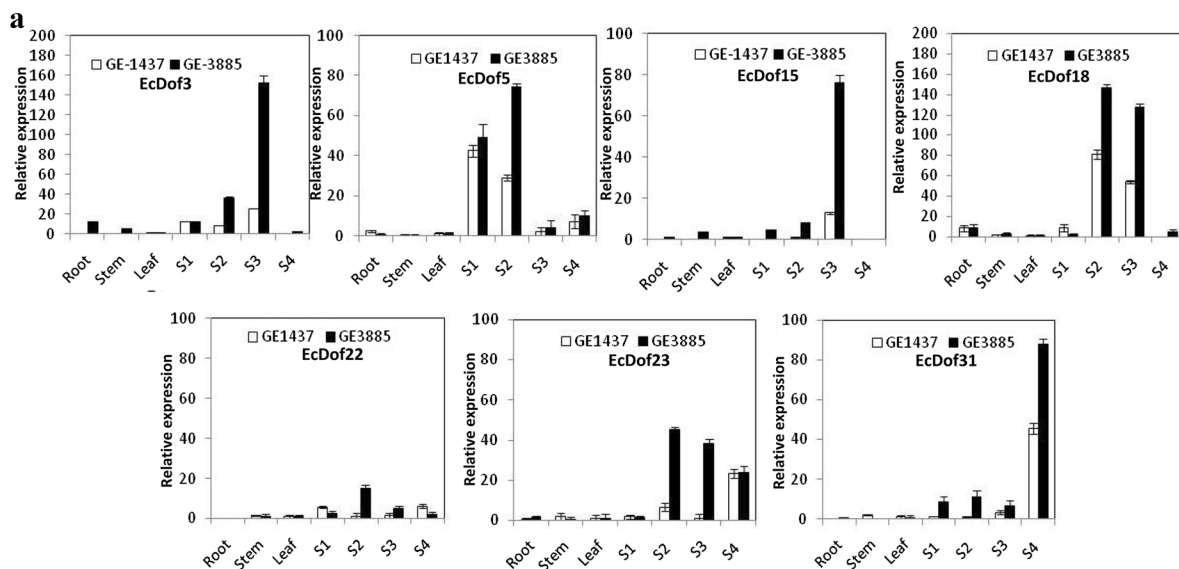 a
Relative expression
200
180
160
140
120
100
80
60
40
20
0
GE-1437 GE-3885
EcDof3
Root Stem Leaf S1 S2 S3 S4
Relative expression
100
80
60
40
20
0
GE1437 GE3885
EcDof5
Root Stem Leaf S1 S2 S3 S4
Relative expression
100
80
60
40
20
0
GE-1437 GE-3885
EcDof15
Root Stem Leaf S1 S2 S3 S4
Relative expression
200
180
160
140
120
100
80
60
40
20
0
GE1437 GE3885
EcDof18
Root Stem Leaf S1 S2 S3 S4
Relative expression
100
80
60
40
20
0
GE1437 GE3885
EcDof22
Root Stem Leaf S1 S2 S3 S4
Relative expression
100
80
60
40
20
0
GE1437 GE3885
EcDof23
Root Stem Leaf S1 S2 S3 S4
Relative expression
100
80
60
40
20
0
GE1437 GE3885
EcDof31
Root Stem Leaf S1 S2 S3 S4